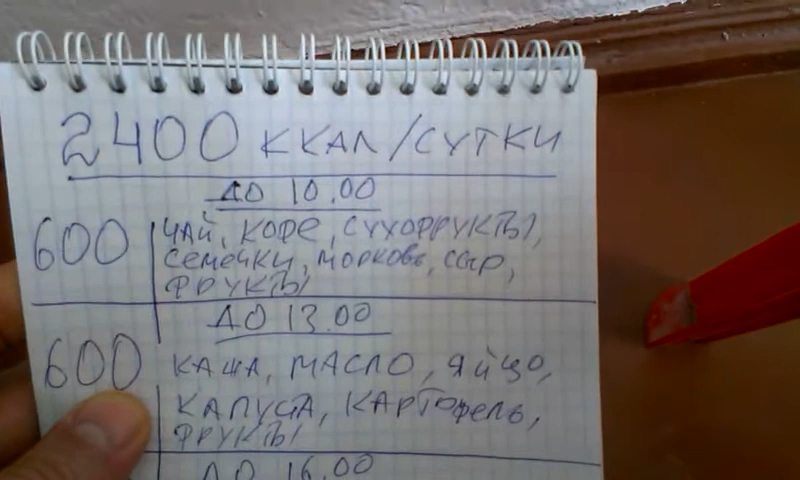 2400 ККАЛ/СУТКИ
ДО 10.00
600 ЧАЙ, КОФЕ, СУХОФРУКТЫ,
СЕМЕЧКИ, МОРКОВЬ, СЫР,
ФРУКТЫ
ДО 13.00
600 КАША, МАСЛО, ЯЙЦО,
КАПУСТА, КАРТОФЕЛЬ,
ФРУКТЫ
ДО 16.00